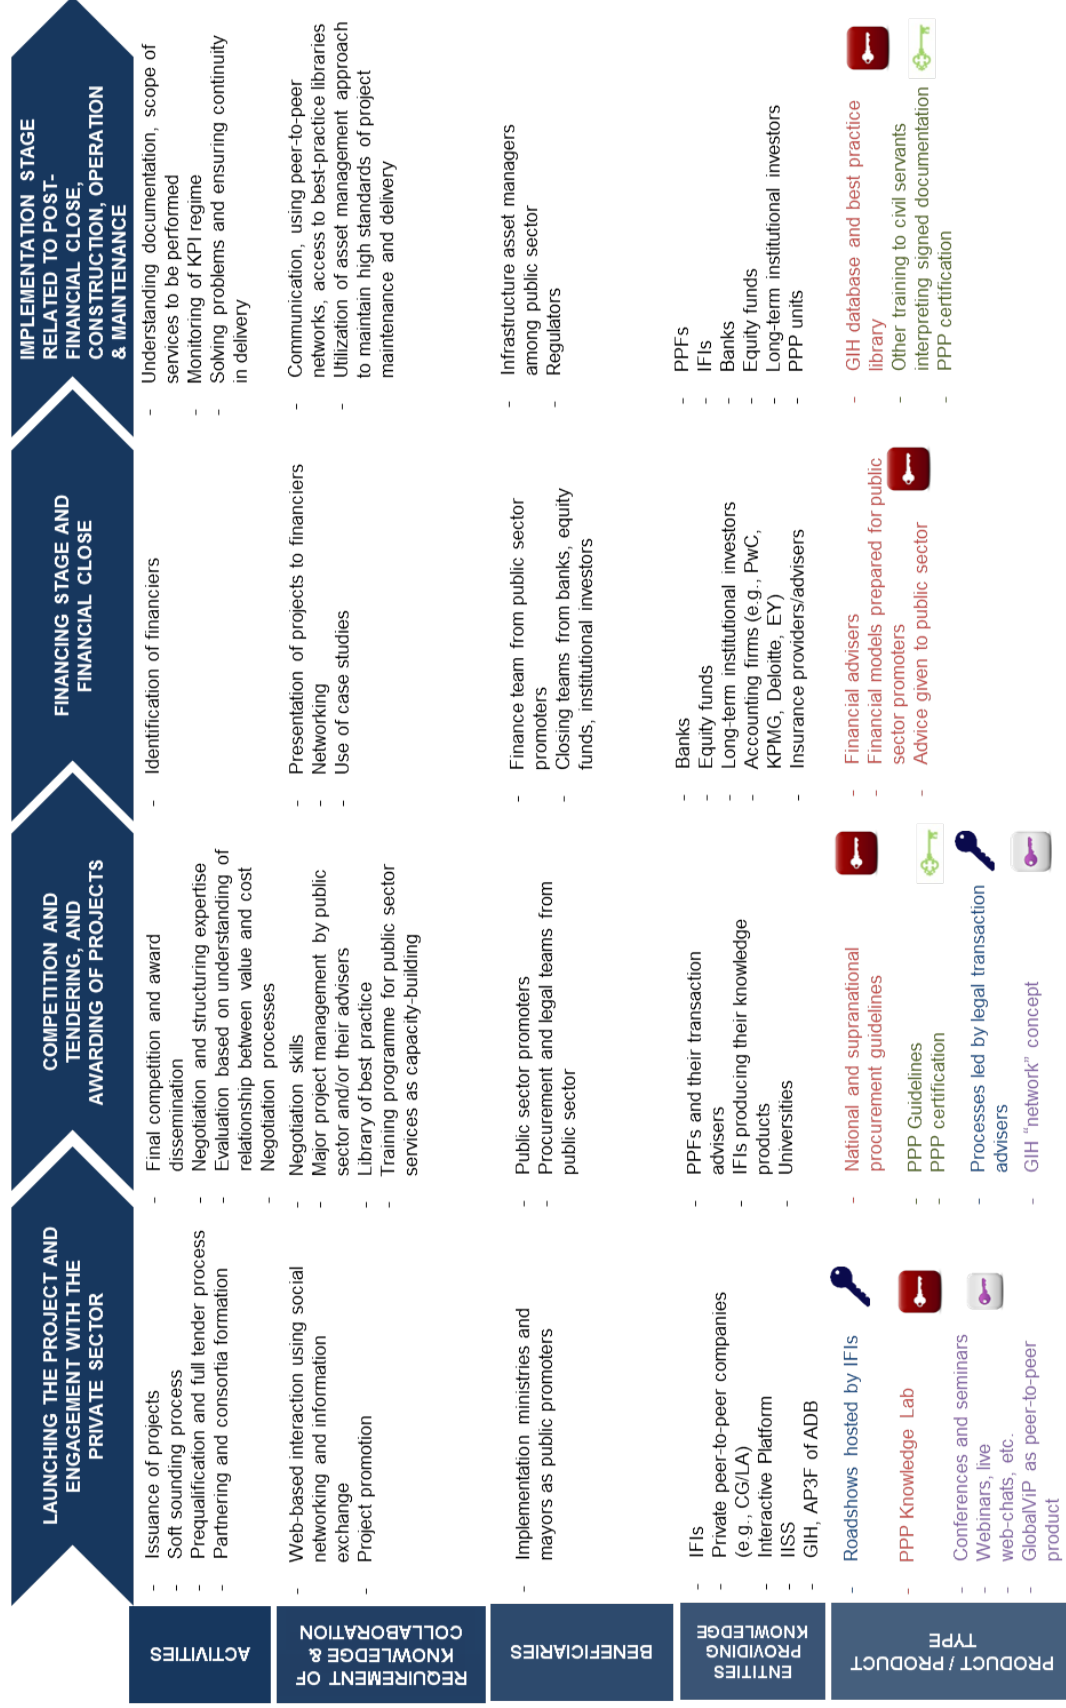 LAUNCHING THE PROJECT AND
ENGAGEMENT WITH THE
PRIVATE SECTOR
COMPETITION AND
TENDERING, AND
AWARDING OF PROJECTS
FINANCING STAGE AND
FINANCIAL CLOSE
IMPLEMENTATION STAGE
RELATED TO POST-
FINANCIAL CLOSE,
CONSTRUCTION, OPERATION
& MAINTENANCE
ACTIVITIES
- Issuance of projects
- Soft sounding process
- Prequalification and full tender process
- Partnering and consortia formation
- Final competition and award
dissemination
- Negotiation and structuring expertise
- Evaluation based on understanding of
relationship between value and cost
- Negotiation processes
- Identification of financiers
- Understanding documentation, scope of
services to be performed
- Monitoring of KPI regime
- Solving problems and ensuring continuity
in delivery
REQUIREMENT OF
KNOWLEDGE &
COLLABORATION
- Web-based interaction using social
networking and information
exchange
- Project promotion
- Negotiation skills
- Major project management by public
sector and/or their advisers
- Library of best practice
- Training programme for public sector
services as capacity-building
- Presentation of projects to financiers
- Networking
- Use of case studies
- Communication, using peer-to-peer
networks, access to best-practice libraries
- Utilization of asset management approach
to maintain high standards of project
maintenance and delivery
BENEFICIARIES
- Implementation ministries and
mayors as public promoters
- Public sector promoters
- Procurement and legal teams from
public sector
- Finance team from public sector
promoters
- Closing teams from banks, equity
funds, institutional investors
- Infrastructure asset managers
among public sector
- Regulators
ENTITIES
PROVIDING
KNOWLEDGE
- IFIs
- Private peer-to-peer companies
(e.g., CG/LA)
- Interactive Platform
- IISS
- GIH, AP3F of ADB
- PPFs and their transaction
advisers
- IFIs producing their knowledge
products
- Universities
- Banks
- Equity funds
- Long-term institutional investors
- Accounting firms (e.g., PwC,
KPMG, Deloitte, EY)
- Insurance providers/advisers
- PPFs
- IFIs
- Banks
- Equity funds
- Long-term institutional investors
- PPP units
PRODUCT / PRODUCT
TYPE
- Roadshows hosted by IFIs
- PPP Knowledge Lab
- Conferences and seminars
- Webinars, live
- web-chats, etc.
- GlobalViP as peer-to-peer
product
- National and supranational
procurement guidelines
- PPP Guidelines
- PPP certification
- Processes led by legal transaction
advisers
- GIH “network” concept
- Financial advisers
- Financial models prepared for public
sector promoters
- Advice given to public sector
- GIH database and best practice
library
- Other training to civil servants
interpreting signed documentation
- PPP certification